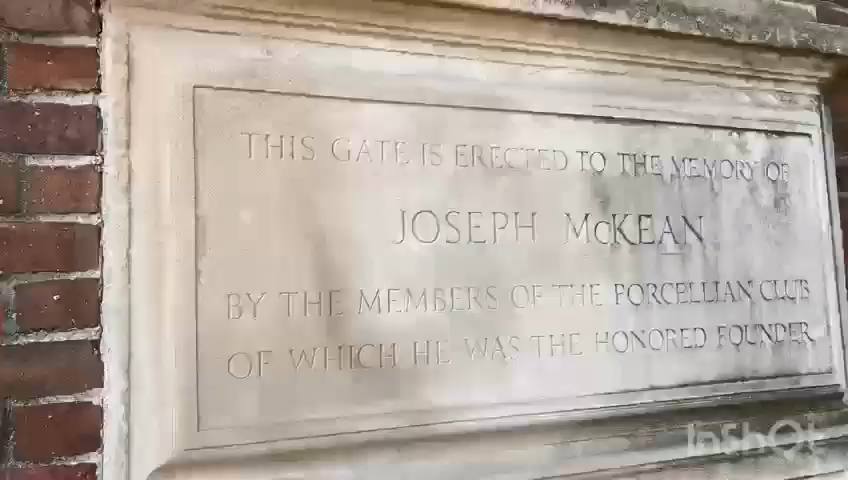 THIS GATE IS ERECTED TO THE MEMORY OF
JOSEPH McKEAN
BY THE MEMBERS OF THE PORCELLIAN CLUB
OF WHICH HE WAS THE HONORED FOUNDER
InShOt